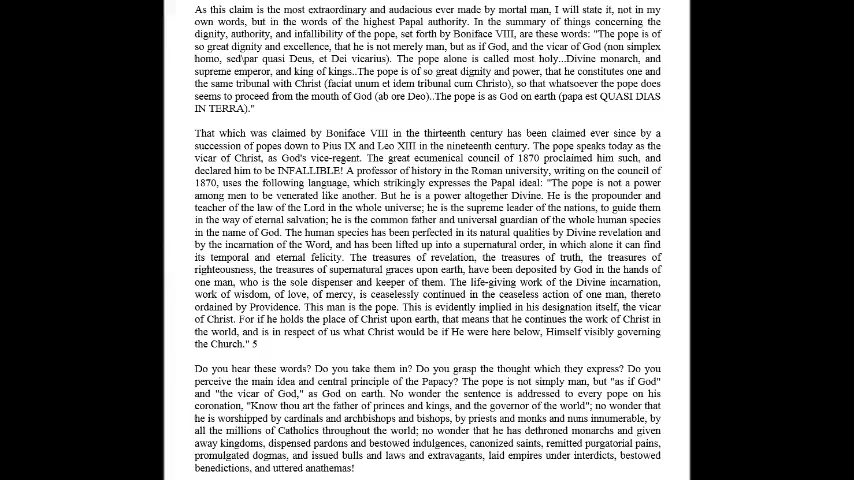 As this claim is the most extraordinary and audacious ever made by mortal man, I will state it, not in my
own words, but in the words of the highest Papal authority. In the summary of things concerning the
dignity, authority, and infallibility of the pope, set forth by Boniface VIII, are these words: "The pope is of
so great dignity and excellence, that he is not merely man, but as if God, and the vicar of God (non simplex
homo, sed\par quasi Deus, et Dei vicarius). The pope alone is called most holy...Divine monarch, and
supreme emperor, and king of kings..The pope is of so great dignity and power, that he constitutes one and
the same tribunal with Christ (faciat unum et idem tribunal cum Christo), so that whatsoever the pope does
seems to proceed from the mouth of God (ab ore Deo)..The pope is as God on earth (papa est QUASI DIAS
IN TERRA)."
That which was claimed by Boniface VIII in the thirteenth century has been claimed ever since by a
succession of popes down to Pius IX and Leo XIII in the nineteenth century. The pope speaks today as the
vicar of Christ, as God's vice-regent. The great ecumenical council of 1870 proclaimed him such, and
declared him to be INFALLIBLE! A professor of history in the Roman university, writing on the council of
1870, uses the following language, which strikingly expresses the Papal ideal: "The pope is not a power
among men to be venerated like another. But he is a power altogether Divine. He is the propounder and
teacher of the law of the Lord in the whole universe; he is the supreme leader of the nations, to guide them
in the way of eternal salvation; he is the common father and universal guardian of the whole human species
in the name of God. The human species has been perfected in its natural qualities by Divine revelation and
by the incarnation of the Word, and has been lifted up into a supernatural order, in which alone it can find
its temporal and eternal felicity. The treasures of revelation, the treasures of truth, the treasures of
righteousness, the treasures of supernatural graces upon earth, have been deposited by God in the hands of
one man, who is the sole dispenser and keeper of them. The life-giving work of the Divine incarnation,
work of wisdom, of love, of mercy, is ceaselessly continued in the ceaseless action of one man, thereto
ordained by Providence. This man is the pope. This is evidently implied in his designation itself, the vicar
of Christ. For if he holds the place of Christ upon earth, that means that he continues the work of Christ in
the world, and is in respect of us what Christ would be if He were here below, Himself visibly governing
the Church." 5
Do you hear these words? Do you take them in? Do you grasp the thought which they express? Do you
perceive the main idea and central principle of the Papacy? The pope is not simply man, but "as if God"
and "the vicar of God," as God on earth. No wonder the sentence is addressed to every pope on his
coronation, "Know thou art the father of princes and kings, and the governor of the world"; no wonder that
he is worshipped by cardinals and archbishops and bishops, by priests and monks and nuns innumerable, by
all the millions of Catholics throughout the world; no wonder that he has dethroned monarchs and given
away kingdoms, dispensed pardons and bestowed indulgences, canonized saints, remitted purgatorial pains,
promulgated dogmas, and issued bulls and laws and extravagants, laid empires under interdicts, bestowed
benedictions, and uttered anathemas!